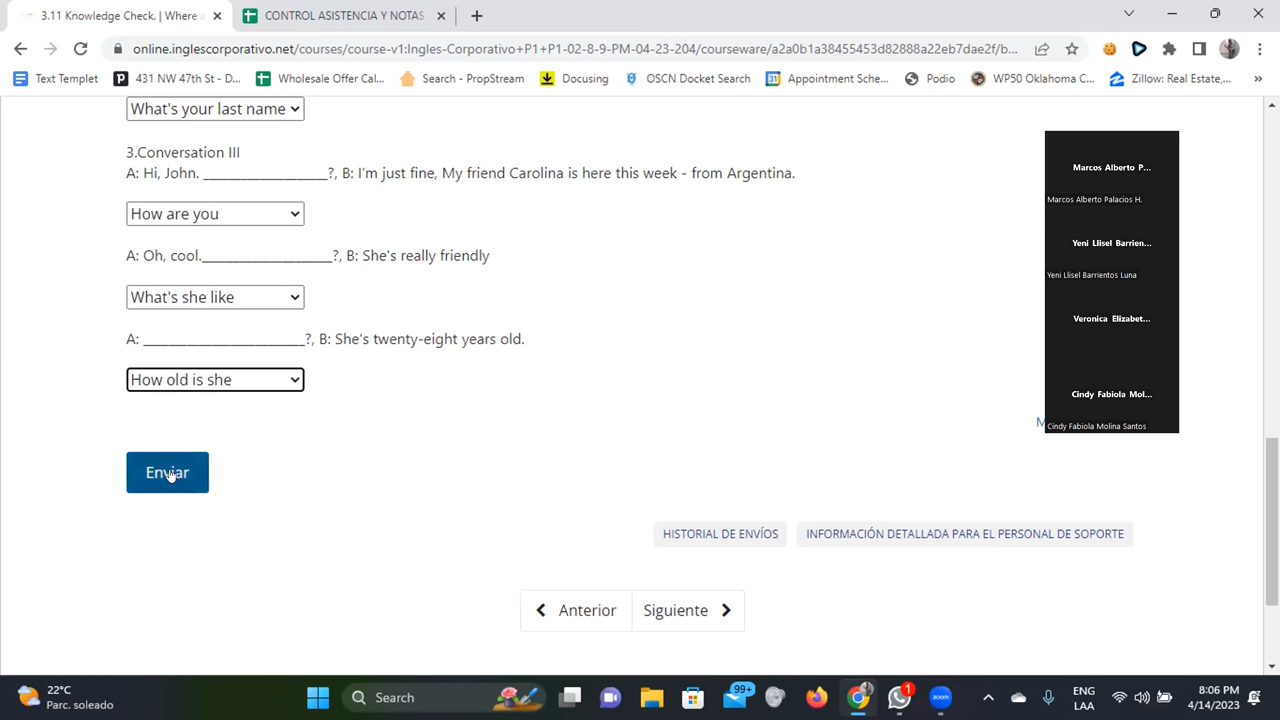 3.11 Knowledge Check. | Where a
CONTROL ASISTENCIA Y NOTAS
online.inglescorporativo.net/courses/course-v1:Ingles-Corporativo+P1+P1-02-8-9-PM-04-23-204/courseware/a2a0b1a38455453d82888a22eb7dae2f/b...
Text Templet
431 NW 47th St - D...
Wholesale Offer Cal...
Search - PropStream
Docusing
OSCN Docket Search
31
Appointment Sche...
Podio
WP50 Oklahoma C...
Zillow: Real Estate,...
»
What's your last name
3.Conversation III
A: Hi, John. ____________________?, B: I'm just fine, My friend Carolina is here this week - from Argentina.
How are you
A: Oh, cool._____________________?, B: She's really friendly
What's she like
A: __________________________?, B: She's twenty-eight years old.
How old is she
M
Enviar
HISTORIAL DE ENVÍOS
INFORMACIÓN DETALLADA PARA EL PERSONAL DE SOPORTE
Anterior
Siguiente
Marcos Alberto P...
Marcos Alberto Palacios H.
Yeni Llisel Barrien...
Yeni Llisel Barrientos Luna
Veronica Elizabet...
Cindy Fabiola Mol...
Cindy Fabiola Molina Santos
22°C
Parc. soleado
Search
99+
1
zoom
ENG
LAA
8:06 PM
4/14/2023